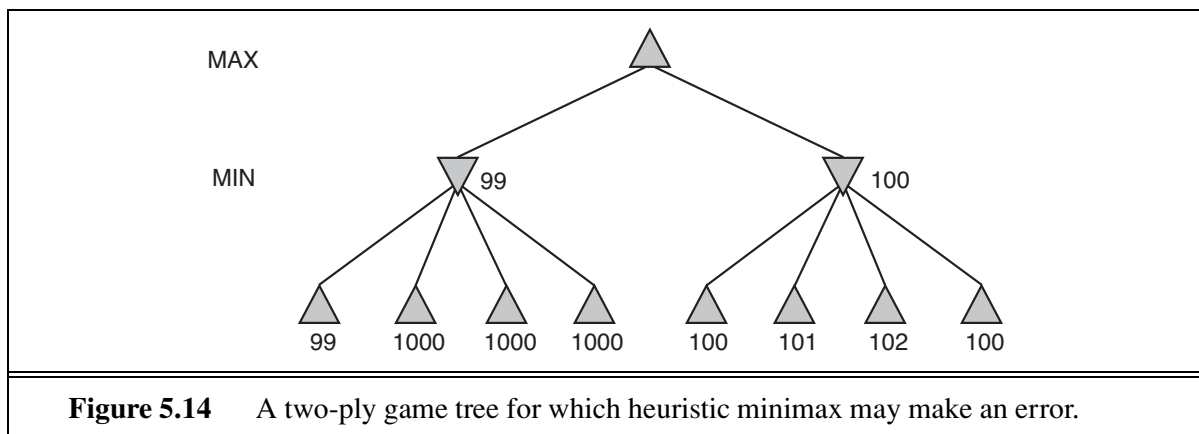 MAX
MIN
99
100
99 1000 1000 1000 100 101 102 100
Figure 5.14 A two-ply game tree for which heuristic minimax may make an error.